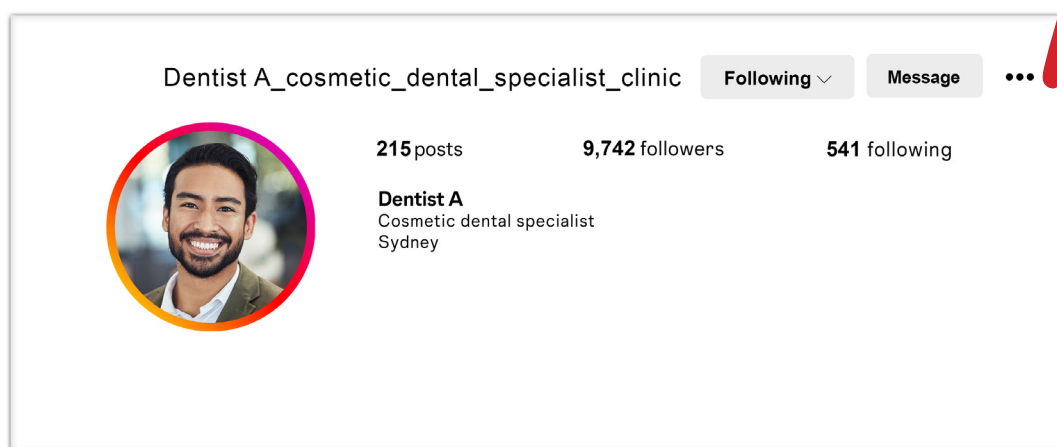 Dentist A_cosmetic_dental_specialist_clinic Following Message
215 posts 9,742 followers 541 following
Dentist A
Cosmetic dental specialist
Sydney